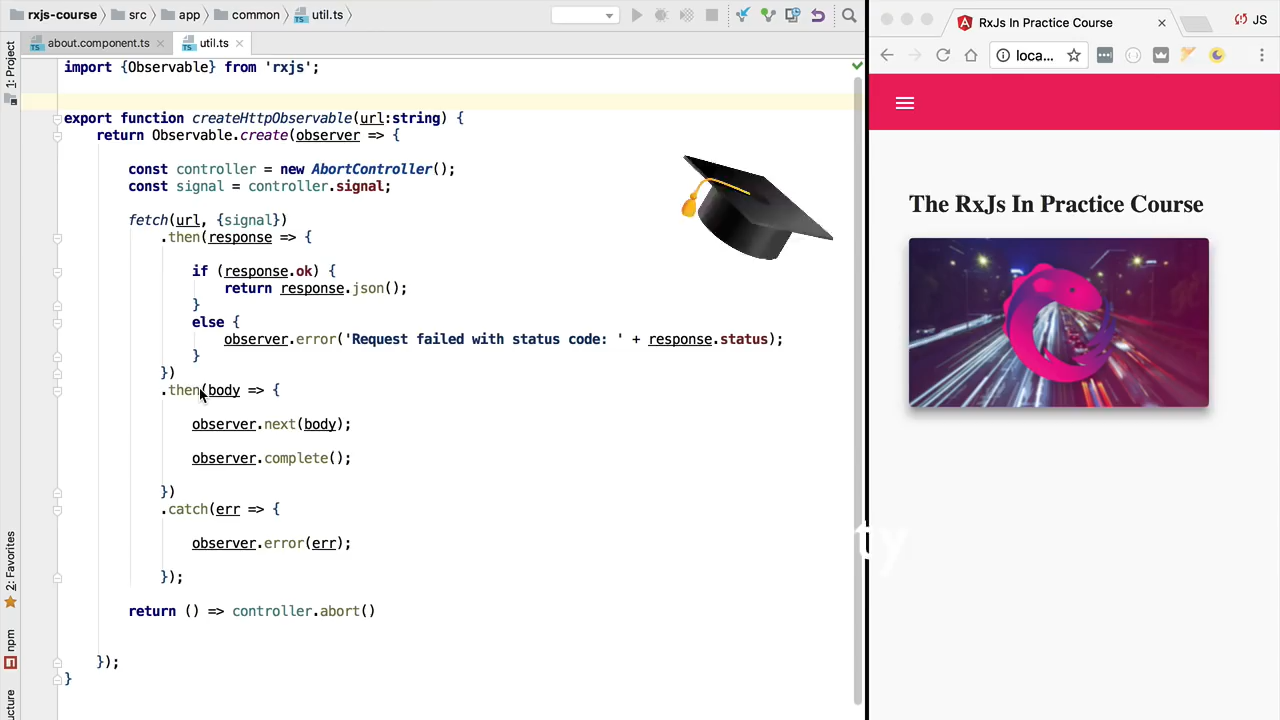 rxjs-course
src
app
common
util.ts
about.component.ts
util.ts
1: Project
2: Favorites
npm
import {Observable} from 'rxjs';
export function createHttpObservable(url:string) {
return Observable.create(observer => {
const controller = new AbortController();
const signal = controller.signal;
fetch(url, {signal})
.then(response => {
if (response.ok) {
return response.json();
}
else {
observer.error('Request failed with status code: ' + response.status);
}
})
.then(body => {
observer.next(body);
observer.complete();
})
.catch(err => {
observer.error(err);
});
return () => controller.abort()
});
}
RxJs In Practice Course
JS
loca...
The RxJs In Practice Course
ty